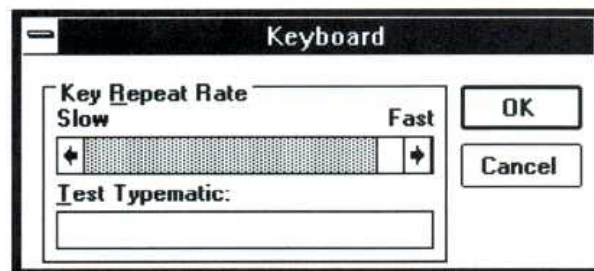 Keyboard
Key Repeat Rate
Slow Fast
OK
Cancel
Test Typematic: